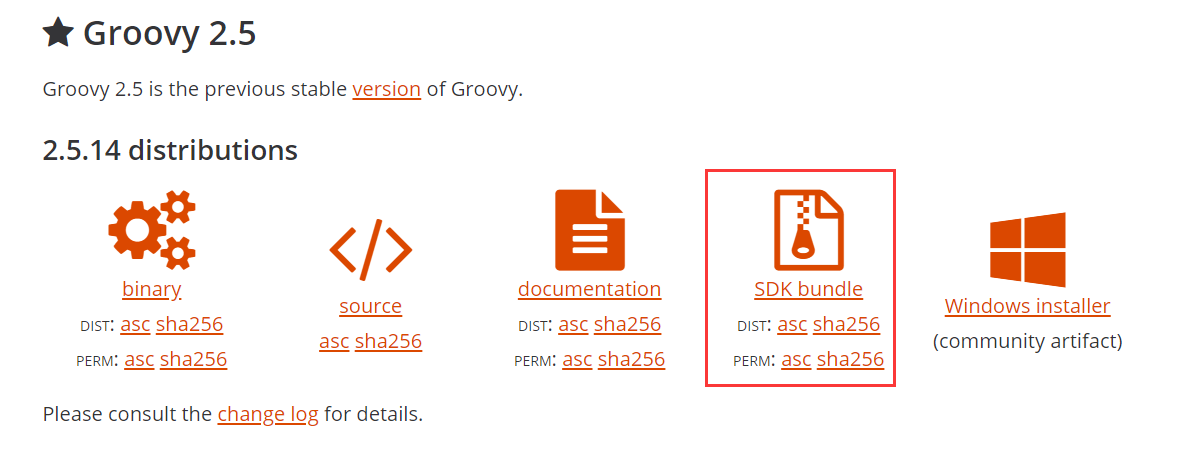 Groovy 2.5
Groovy 2.5 is the previous stable version of Groovy.
2.5.14 distributions
binary
DIST: asc sha256
PERM: asc sha256
source
asc sha256
documentation
DIST: asc sha256
PERM: asc sha256
SDK bundle
DIST: asc sha256
PERM: asc sha256
Windows installer
(community artifact)
Please consult the change log for details.